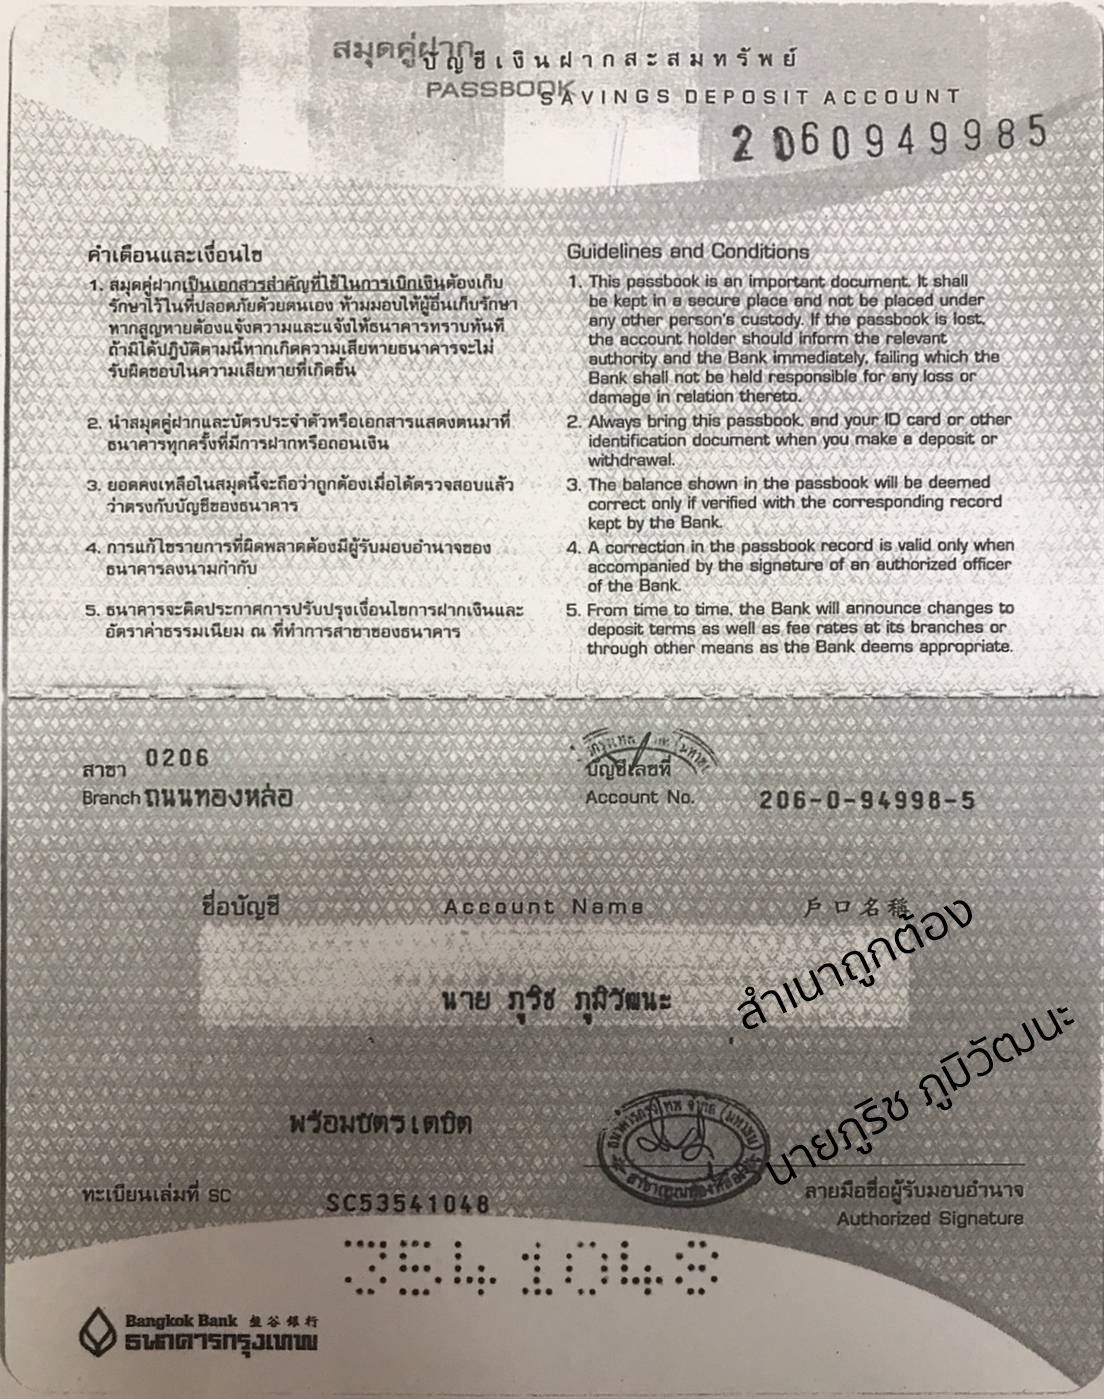 สมุดคู่ฝาก
บัญชีเงินฝากสะสมทรัพย์
PASSBOOK
SAVINGS DEPOSIT ACCOUNT
2060949985
คำเตือนและเงื่อนไข
1. สมุดคู่ฝากเป็นเอกสารสำคัญที่ใช้ในการเบิกเงินต้องเก็บ
รักษาไว้ในที่ปลอดภัยด้วยตนเอง ห้ามมอบให้ผู้อื่นเก็บรักษา
หากสูญหายต้องแจ้งความและแจ้งให้ธนาคารทราบทันที
ถ้ามิได้ปฏิบัติตามนี้หากเกิดความเสียหายธนาคารจะไม่
รับผิดชอบในความเสียหายที่เกิดขึ้น
2. นำสมุดคู่ฝากและบัตรประจำตัวหรือเอกสารแสดงตนมาที่
ธนาคารทุกครั้งที่มีการฝากหรือถอนเงิน
3. ยอดคงเหลือในสมุดนี้จะถือว่าถูกต้องเมื่อได้ตรวจสอบแล้ว
ว่าตรงกับบัญชีของธนาคาร
4. การแก้ไขรายการที่ผิดพลาดต้องมีผู้รับมอบอำนาจของ
ธนาคารลงนามกำกับ
5. ธนาคารจะติดประกาศการปรับปรุงเงื่อนไขการฝากเงินและ
อัตราค่าธรรมเนียม ณ ที่ทำการสาขาของธนาคาร
Guidelines and Conditions
1. This passbook is an important document. It shall
be kept in a secure place and not be placed under
any other person's custody. If the passbook is lost,
the account holder should inform the relevant
authority and the Bank immediately, failing which the
Bank shall not be held responsible for any loss or
damage in relation thereto.
2. Always bring this passbook, and your ID card or other
identification document when you make a deposit or
withdrawal.
3. The balance shown in the passbook will be deemed
correct only if verified with the corresponding record
kept by the Bank.
4. A correction in the passbook record is valid only when
accompanied by the signature of an authorized officer
of the Bank.
5. From time to time, the Bank will announce changes to
deposit terms as well as fee rates at its branches or
through other means as the Bank deems appropriate.
สาขา 0206
Branch ถนนทองหล่อ
บัญชีเลขที่
Account No. 206-0-94998-5
ชื่อบัญชี Account Name 戶口名稱
นาย ภูริช ภูมิวัฒนะ
สำเนาถูกต้อง
นายภูริช ภูมิวัฒนะ
พร้อมบัตรเดบิต
ธนาคารกรุงเทพ จำกัด (มหาชน)
ทะเบียนเล่มที่ SC SC53541048
ลายมือชื่อผู้รับมอบอำนาจ
Authorized Signature
3541048
Bangkok Bank 盤谷銀行
ธนาคารกรุงเทพ